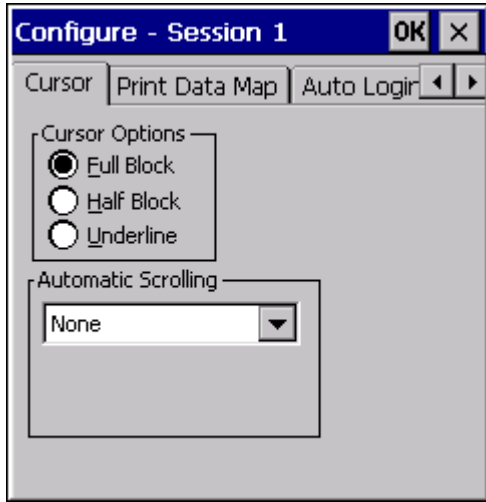 Configure - Session 1 OK ×
Cursor Print Data Map Auto Login
Cursor Options
Full Block
Half Block
Underline
Automatic Scrolling
None